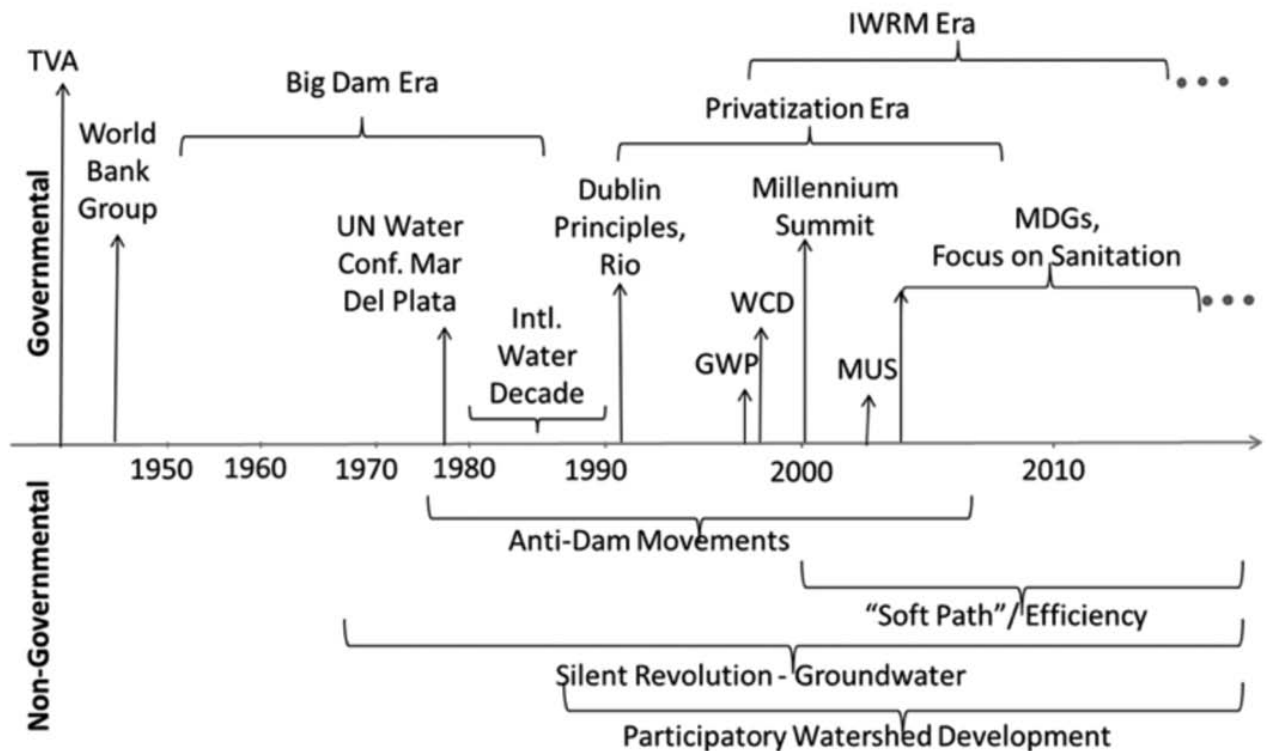 IWRM Era
TVA
Big Dam Era
Privatization Era
World
Bank
Group
Governmental
Dublin
Principles,
Rio
Millennium
Summit
UN Water
Conf. Mar
Del Plata
MDGs,
Focus on Sanitation
Intl.
Water
Decade
WCD
GWP
MUS
1950 1960 1970 1980 1990 2000 2010
Non-Governmental
Anti-Dam Movements
“Soft Path”/ Efficiency
Silent Revolution - Groundwater
Participatory Watershed Development